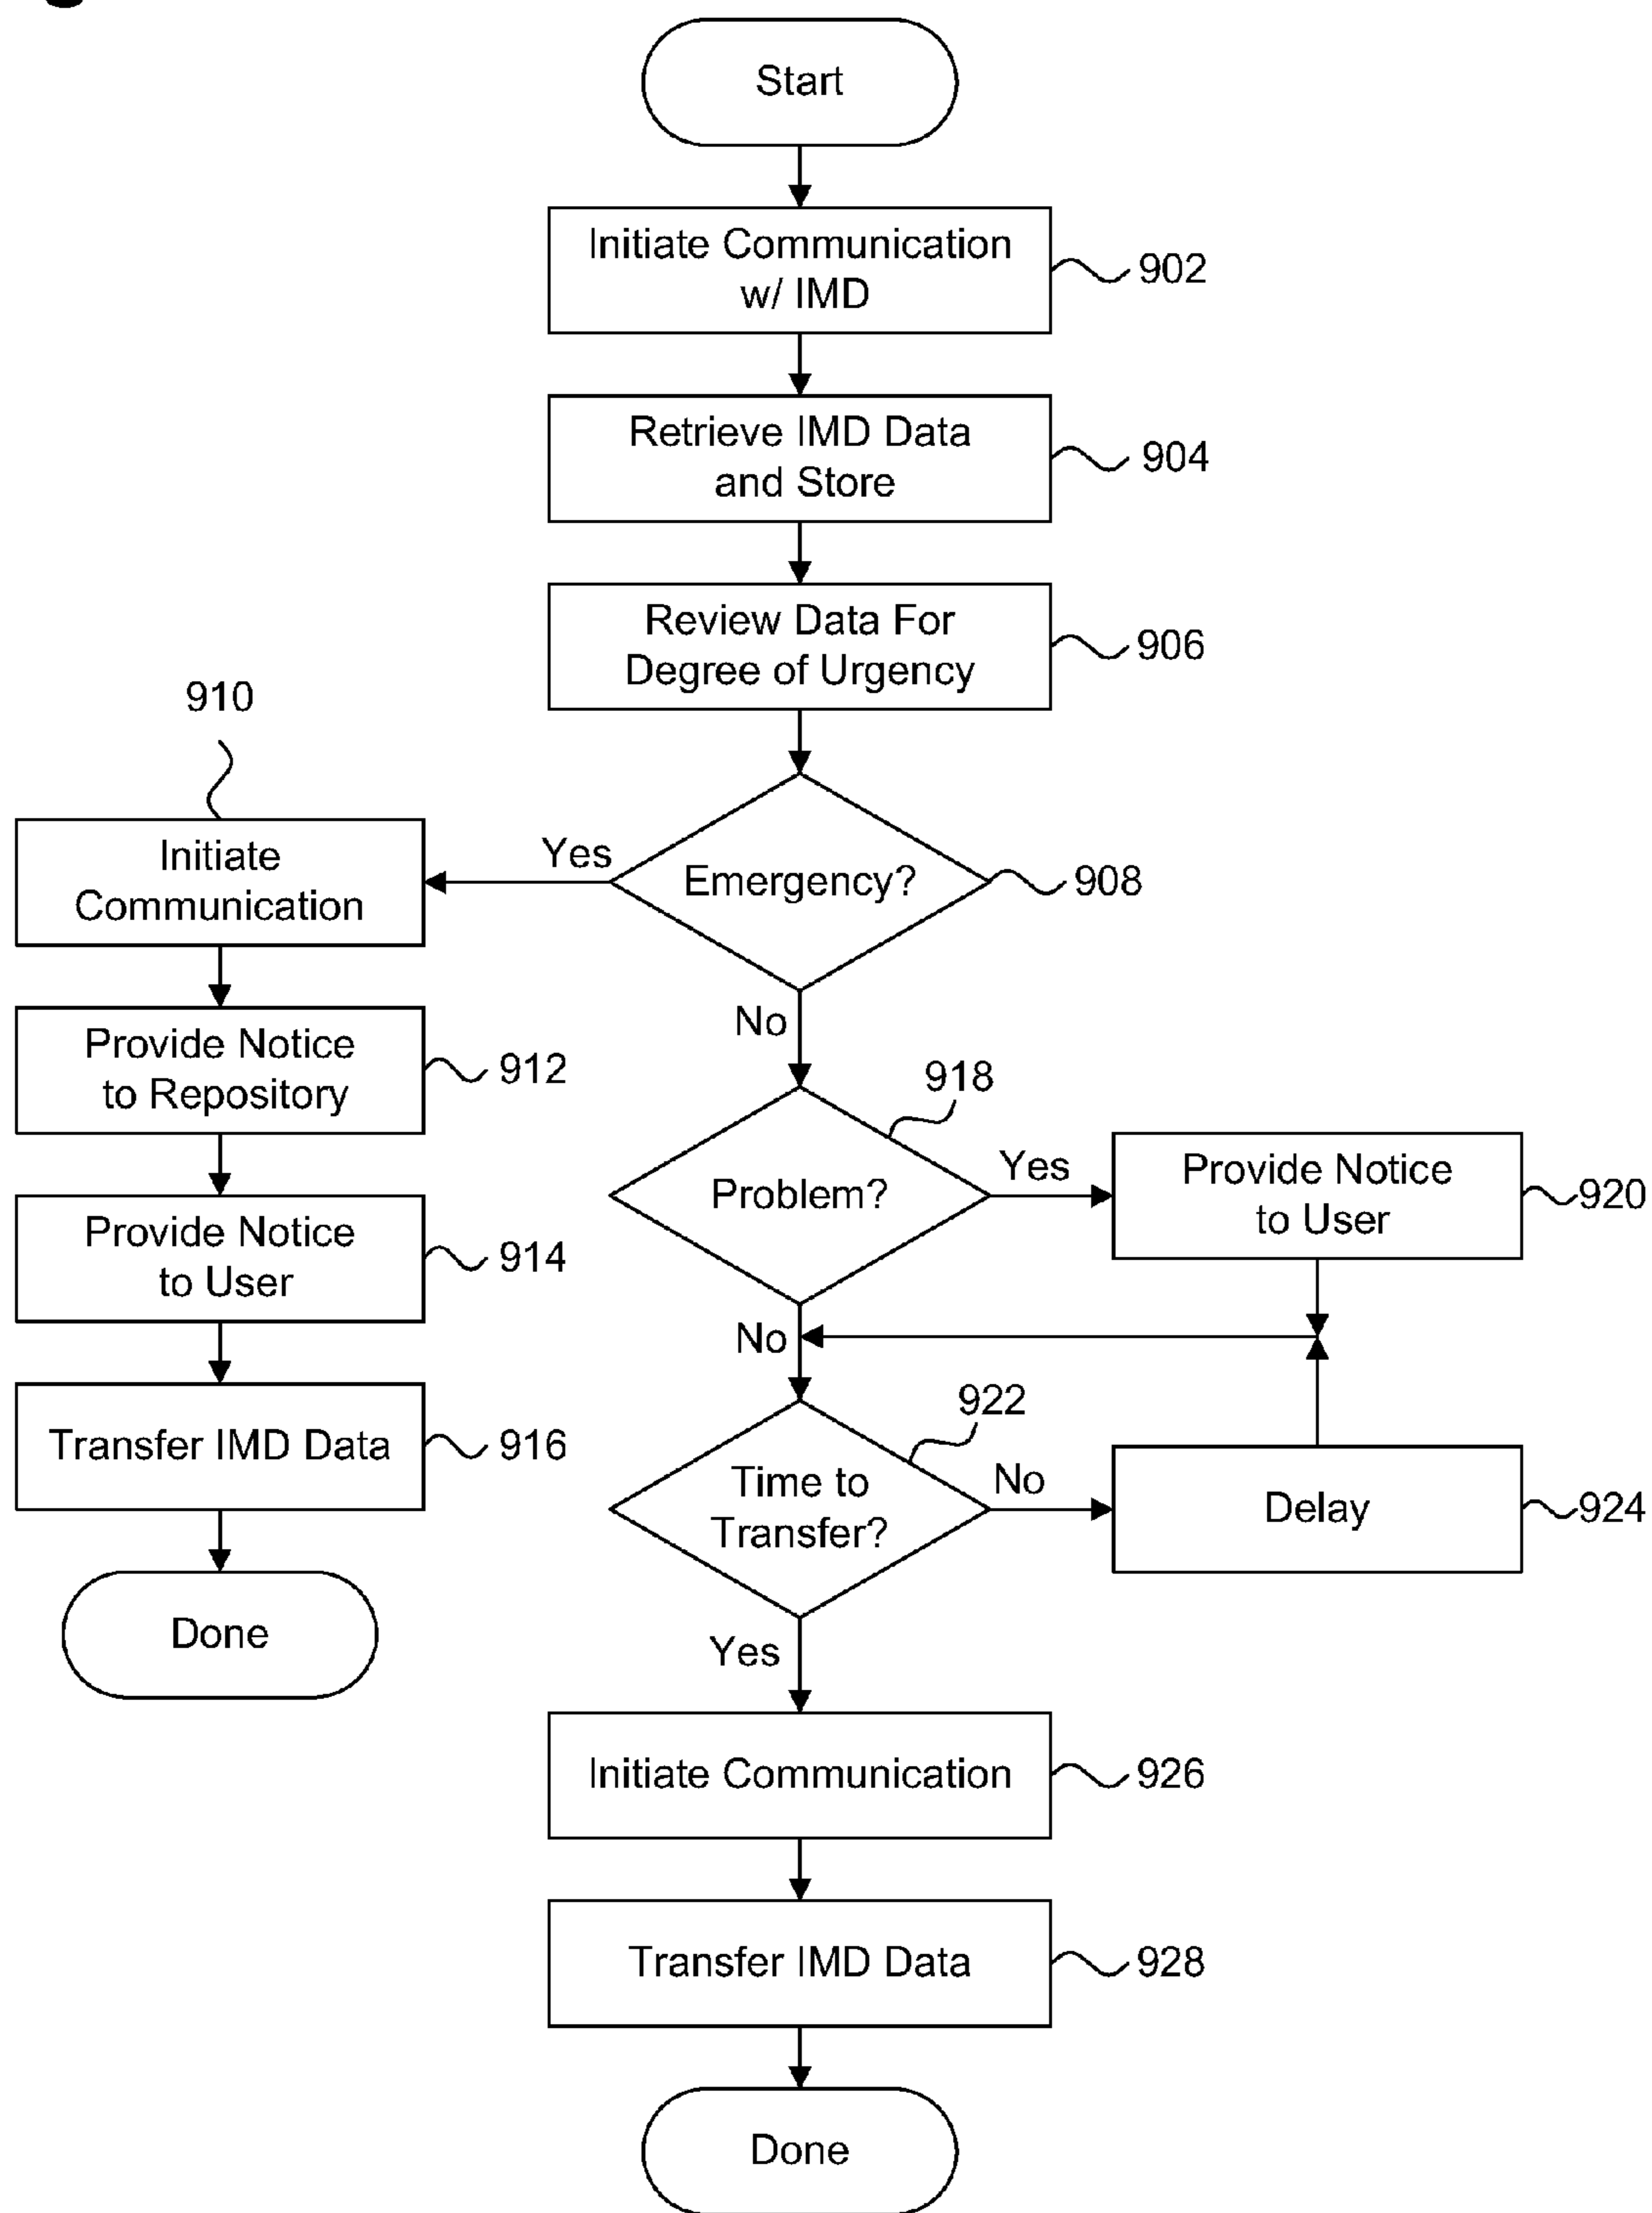 Start
Initiate Communication
w/ IMD
902
Retrieve IMD Data
and Store
904
Review Data For
Degree of Urgency
906
910
Initiate
Communication
Yes
Emergency?
908
No
Provide Notice
to Repository
912
918
Problem?
Yes
Provide Notice
to User
920
Provide Notice
to User
914
No
922
Transfer IMD Data
916
Time to
Transfer?
No
Delay
924
Done
Yes
Initiate Communication
926
Transfer IMD Data
928
Done